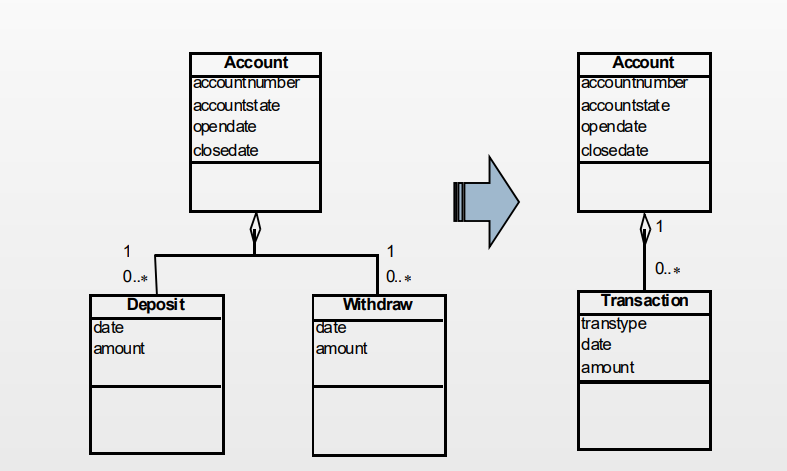 Account
accountnumber
accountstate
opendate
closedate
1
0..*
1
0..*
Deposit
date
amount
Withdraw
date
amount
Account
accountnumber
accountstate
opendate
closedate
1
0..*
Transaction
transtype
date
amount